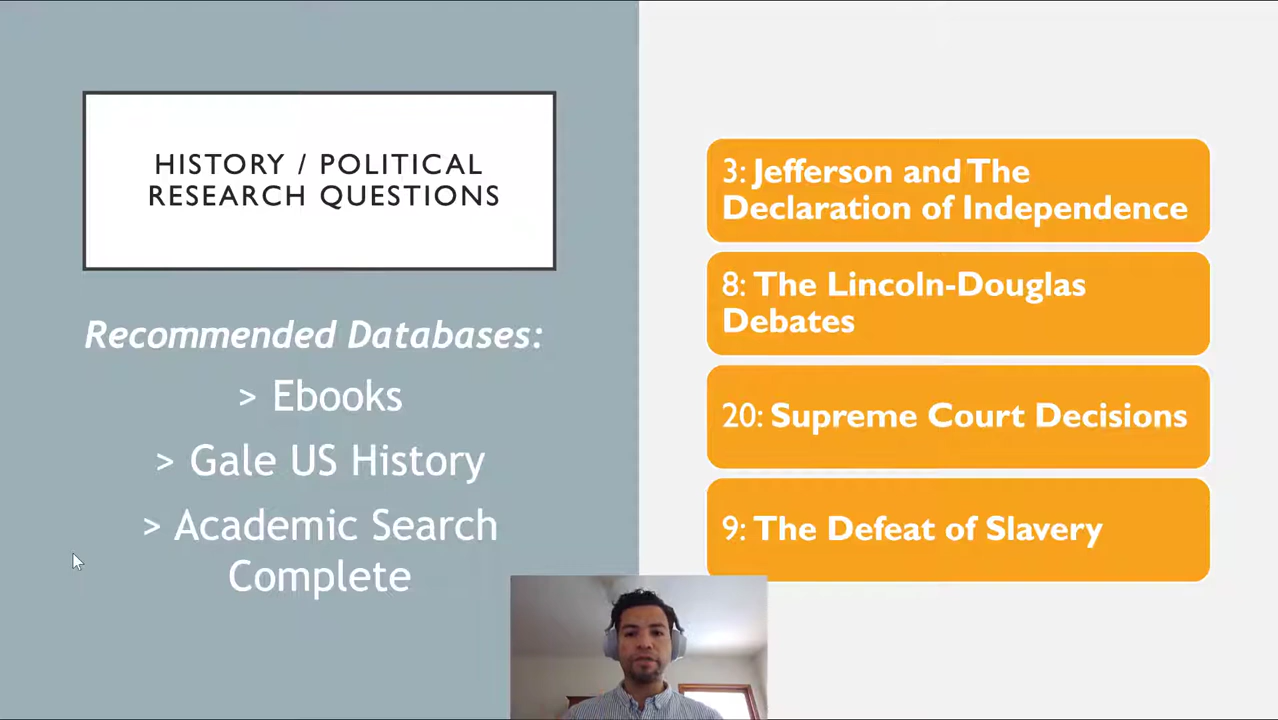 HISTORY / POLITICAL
RESEARCH QUESTIONS
Recommended Databases:
> Ebooks
> Gale US History
> Academic Search
Complete
3: Jefferson and The
Declaration of Independence
8: The Lincoln-Douglas
Debates
20: Supreme Court Decisions
9: The Defeat of Slavery